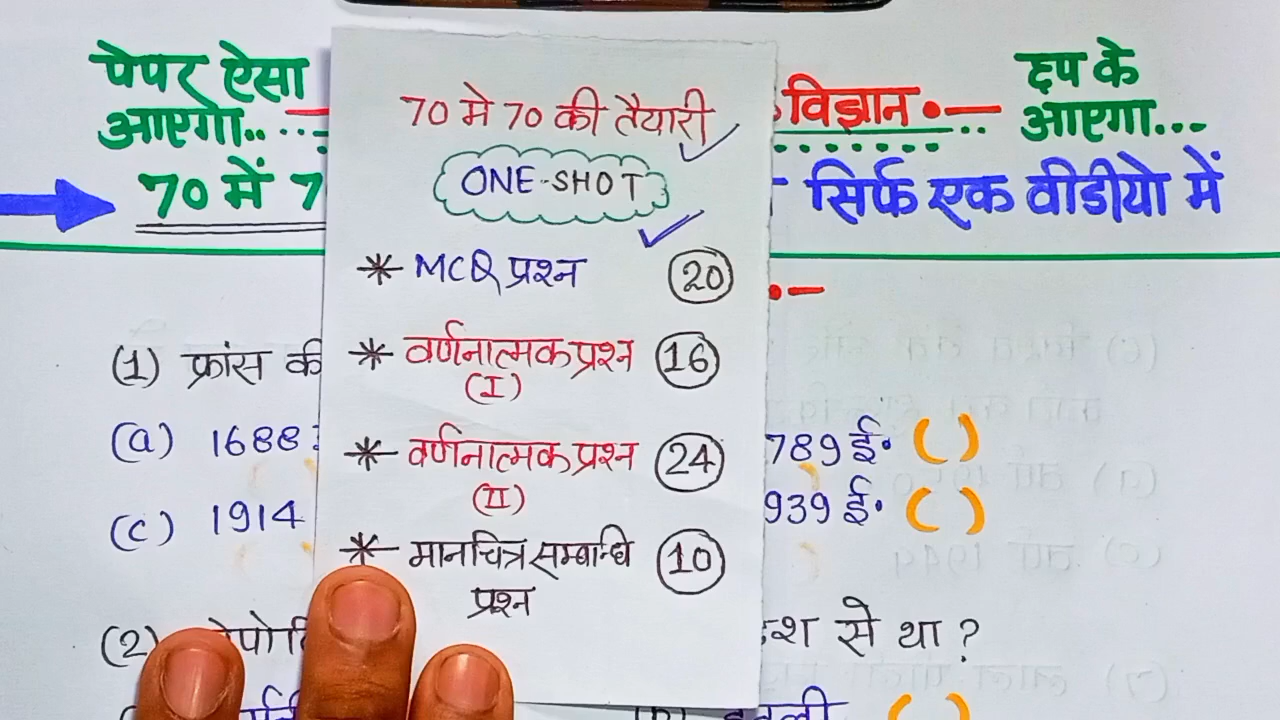 पेपर ऐसा
आएगा..
विज्ञान
छप के
आएगा...
70 में 7
सिर्फ एक वीडीयो में
70 मे 70 की तैयारी
ONE-SHOT
* MCQ प्रश्न 20
* वर्णनात्मक प्रश्न 16
(I)
* वर्णनात्मक प्रश्न 24
(II)
* मानचित्र सम्बन्धि 10
प्रश्न
(1) फ्रांस की
(a) 1688 789 ई. ( )
(c) 1914 939 ई. ( )
(2) से था ?
( )